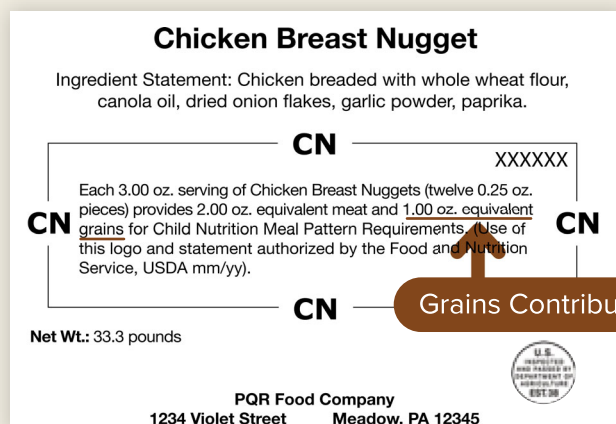 Chicken Breast Nugget
Ingredient Statement: Chicken breaded with whole wheat flour,
canola oil, dried onion flakes, garlic powder, paprika.
CN
XXXXXX
Each 3.00 oz. serving of Chicken Breast Nuggets (twelve 0.25 oz.
pieces) provides 2.00 oz. equivalent meat and 1.00 oz. equivalent
CN grains for Child Nutrition Meal Pattern Requirements. (Use of CN
this logo and statement authorized by the Food and Nutrition
Service, USDA mm/yy).
CN
Grains Contribu
Net Wt.: 33.3 pounds
U.S.
INSPECTED
AND PASSED BY
DEPARTMENT OF
AGRICULTURE
EST.38
PQR Food Company
1234 Violet Street Meadow, PA 12345